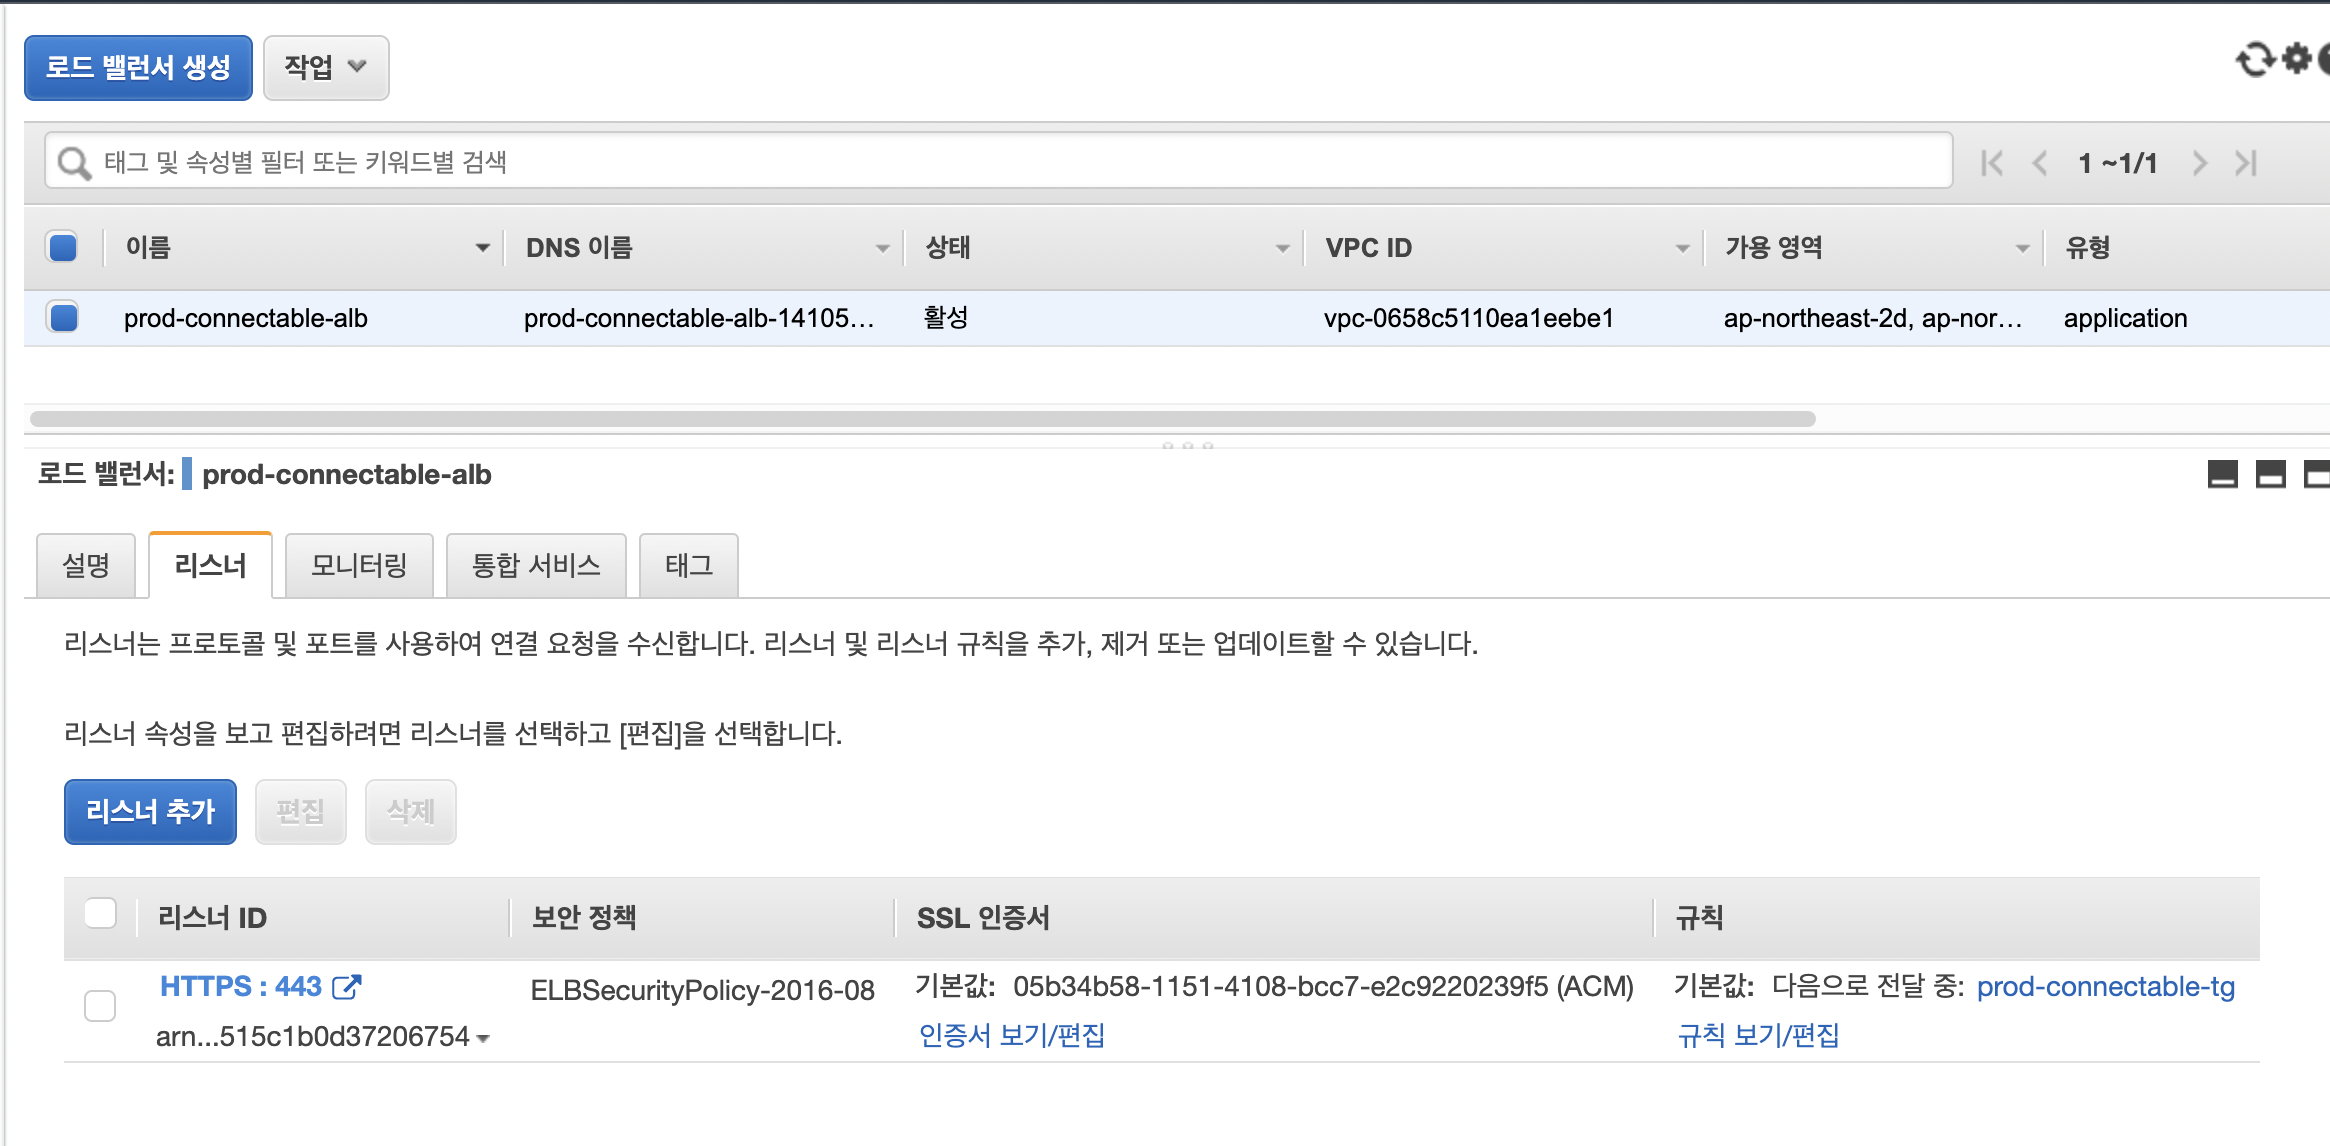 로드 밸런서 생성 작업
태그 및 속성별 필터 또는 키워드별 검색 1 ~1/1
이름 DNS 이름 상태 VPC ID 가용 영역 유형
prod-connectable-alb prod-connectable-alb-14105... 활성 vpc-0658c5110ea1eebe1 ap-northeast-2d, ap-nor... application
로드 밸런서: prod-connectable-alb
설명 리스너 모니터링 통합 서비스 태그
리스너는 프로토콜 및 포트를 사용하여 연결 요청을 수신합니다. 리스너 및 리스너 규칙을 추가, 제거 또는 업데이트할 수 있습니다.
리스너 속성을 보고 편집하려면 리스너를 선택하고 [편집]을 선택합니다.
리스너 추가 편집 삭제
리스너 ID 보안 정책 SSL 인증서 규칙
HTTPS : 443 ELBSecurityPolicy-2016-08 기본값: 05b34b58-1151-4108-bcc7-e2c9220239f5 (ACM) 기본값: 다음으로 전달 중: prod-connectable-tg
arn...515c1b0d37206754 인증서 보기/편집 규칙 보기/편집